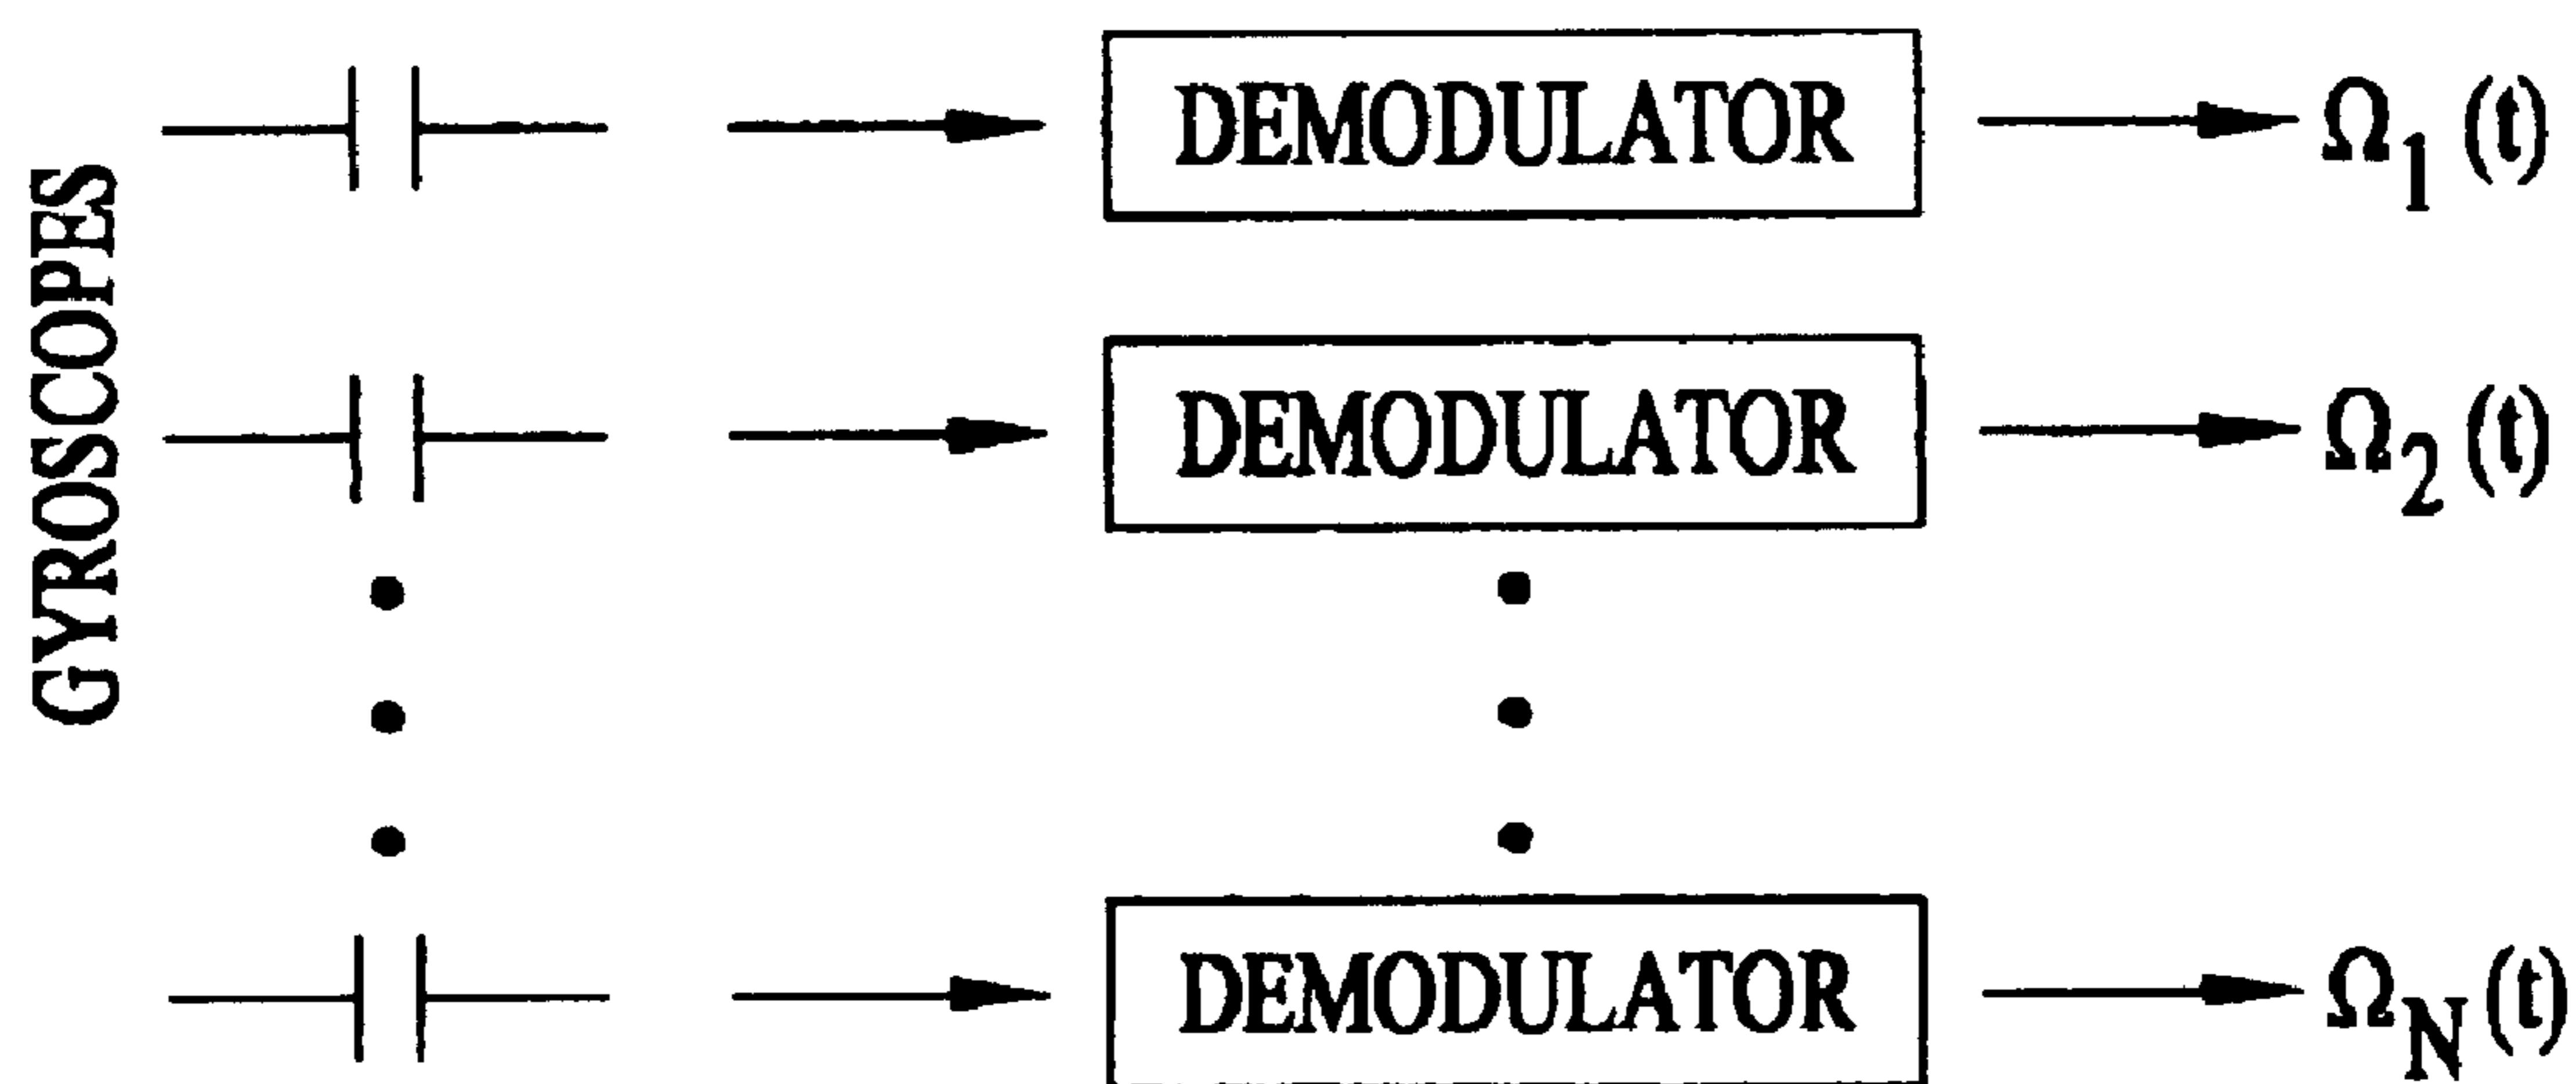 GYROSCOPES
DEMODULATOR
Ω1 (t)
DEMODULATOR
Ω2 (t)
DEMODULATOR
ΩN (t)